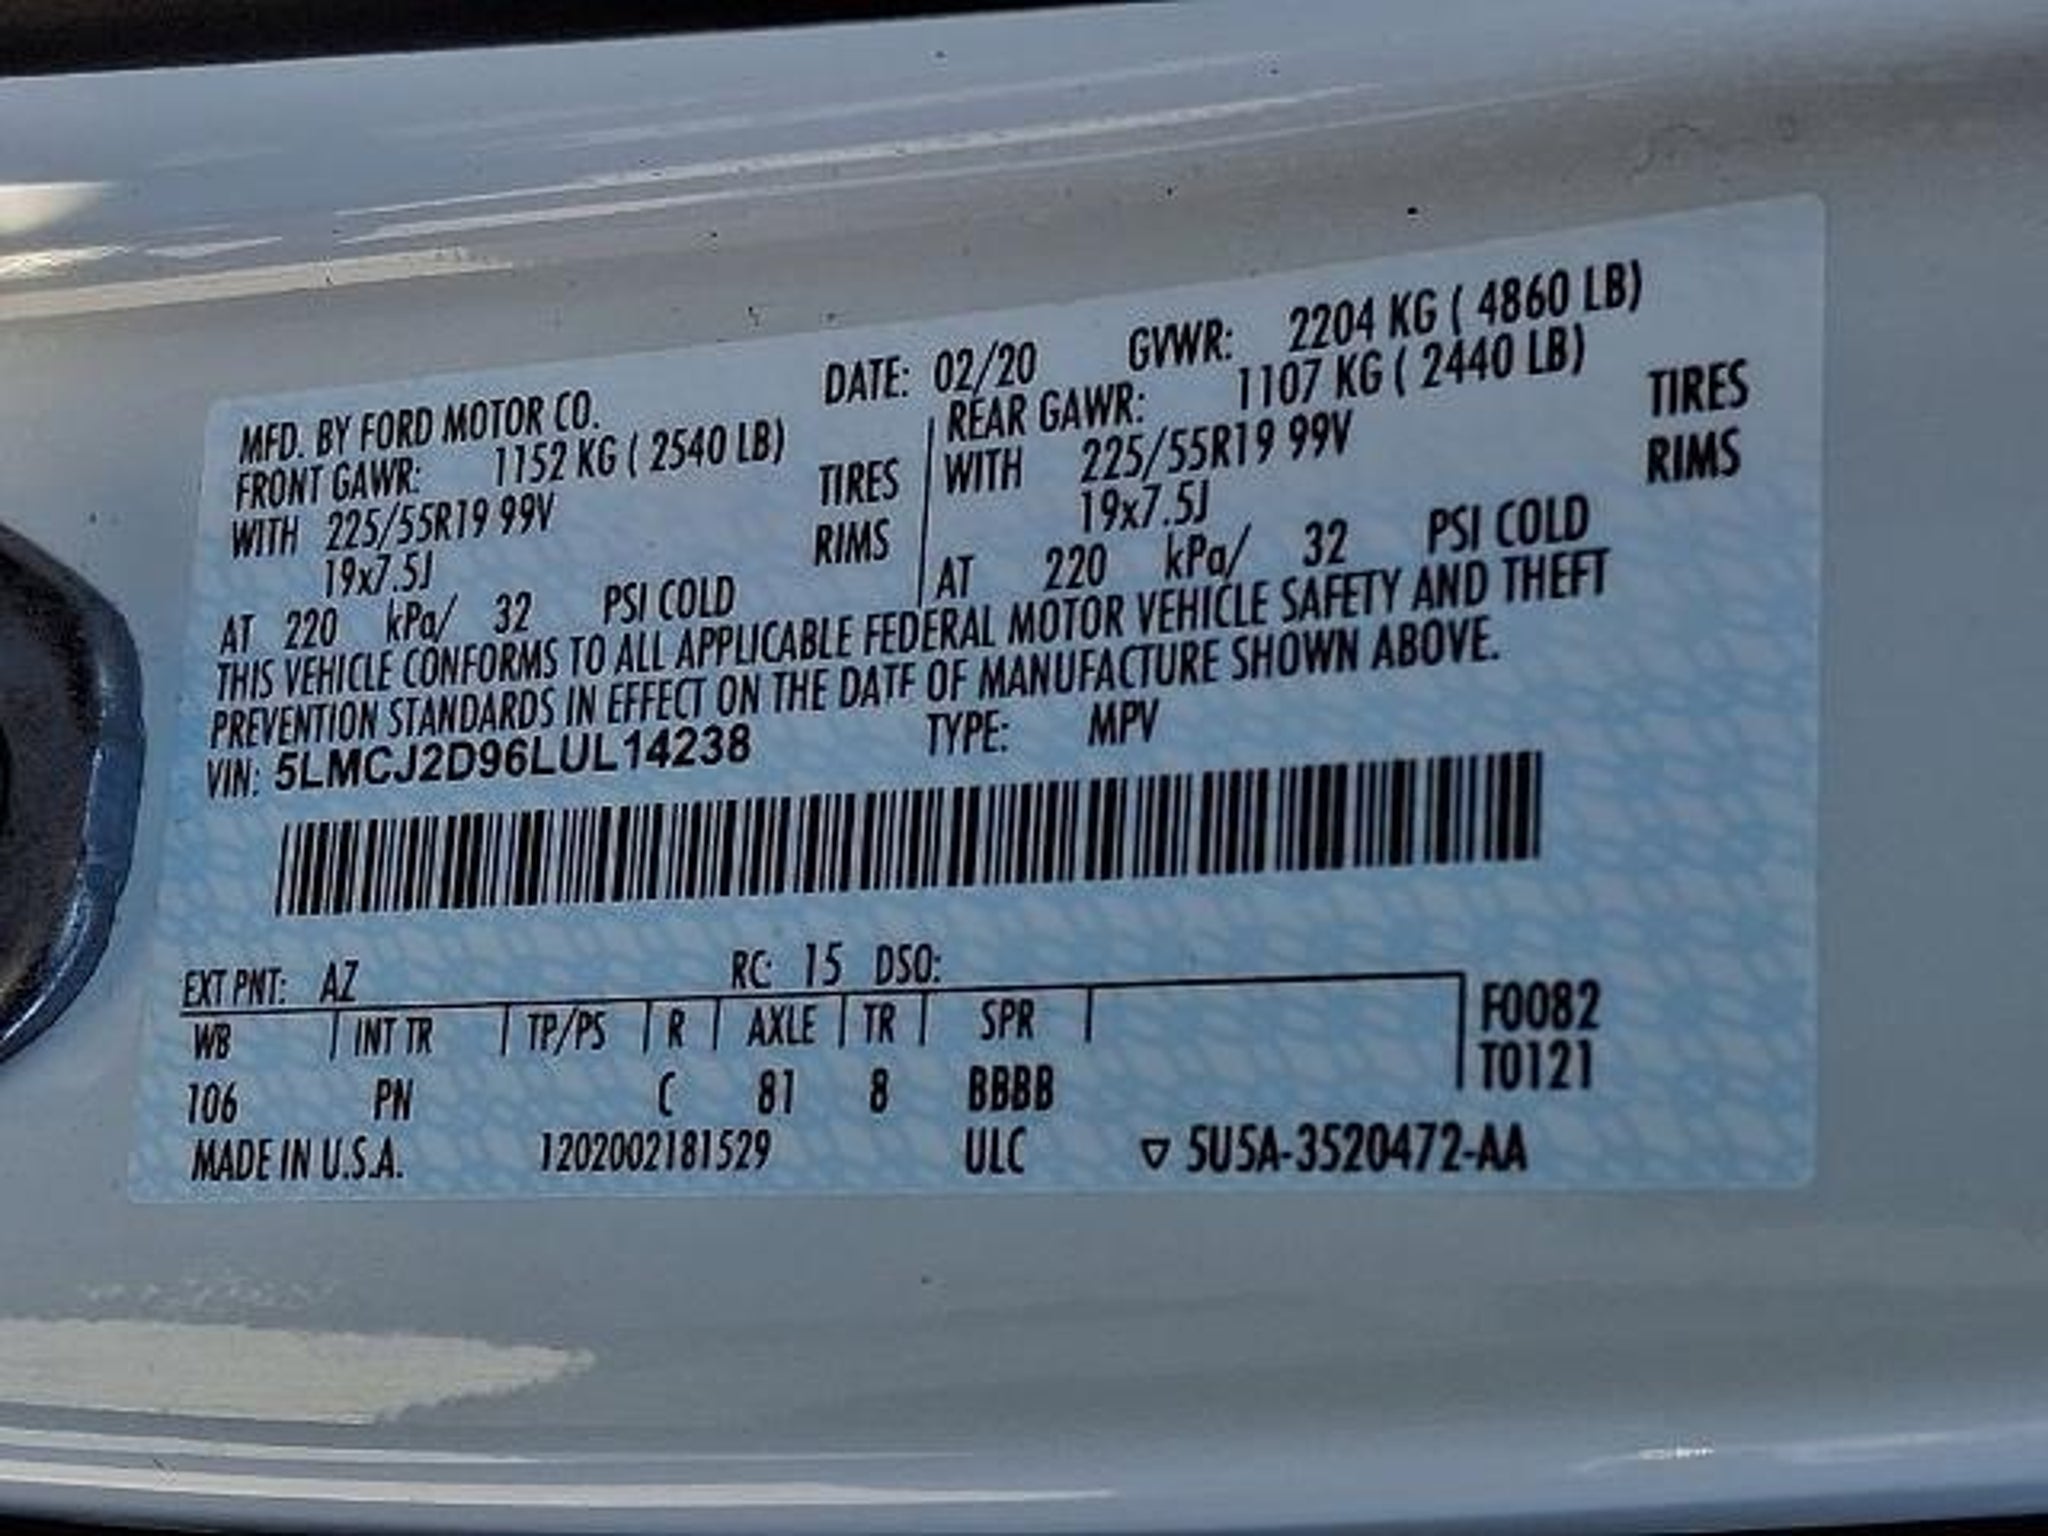 MFD. BY FORD MOTOR CO. DATE: 02/20 GVWR: 2204 KG ( 4860 LB)
FRONT GAWR: 1152 KG ( 2540 LB) REAR GAWR: 1107 KG ( 2440 LB)
WITH 225/55R19 99V TIRES WITH 225/55R19 99V TIRES
19x7.5J RIMS 19x7.5J RIMS
AT 220 kPa/ 32 PSI COLD AT 220 kPa/ 32 PSI COLD
THIS VEHICLE CONFORMS TO ALL APPLICABLE FEDERAL MOTOR VEHICLE SAFETY AND THEFT
PREVENTION STANDARDS IN EFFECT ON THE DATE OF MANUFACTURE SHOWN ABOVE.
VIN: 5LMCJ2D96LUL14238 TYPE: MPV
EXT PNT: AZ RC: 15 DSO:
WB INT TR TP/PS R AXLE TR SPR F0082
T0121
106 PN C 81 8 BBBB
MADE IN U.S.A. 1202002181529 ULC ▽ 5U5A-3520472-AA